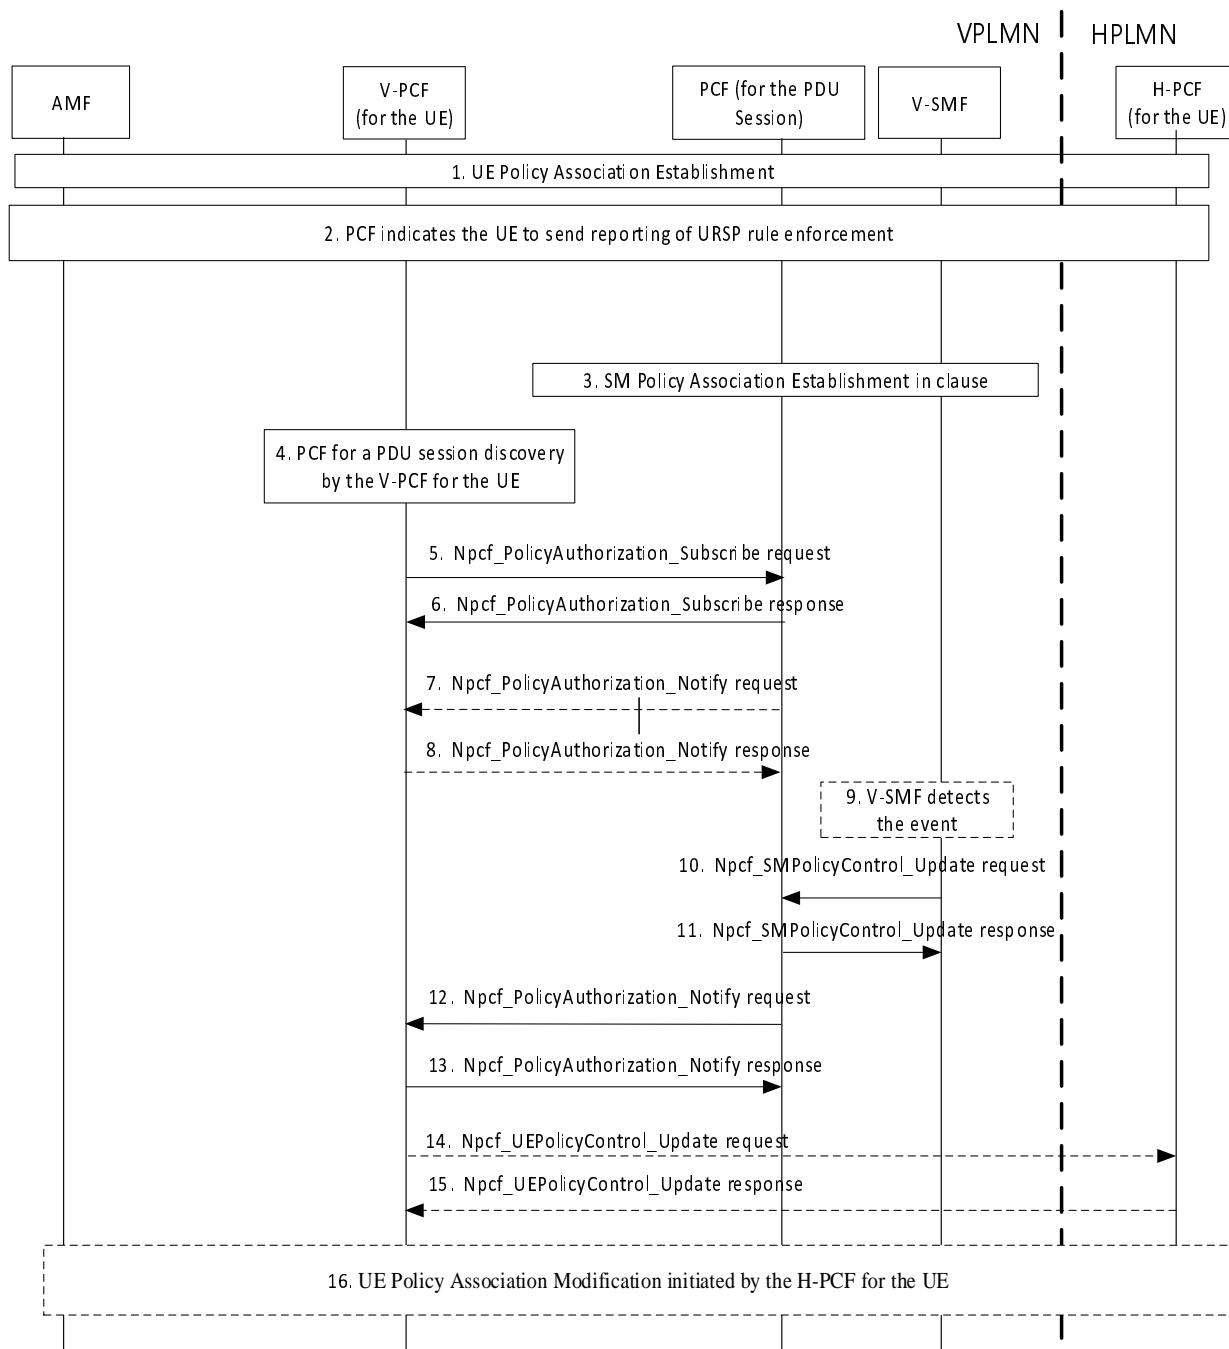 VPLMN
HPLMN
AMF
V-PCF
(for the UE)
PCF (for the PDU
Session)
V-SMF
H-PCF
(for the UE)
1. UE Policy Association Establishment
2. PCF indicates the UE to send reporting of URSP rule enforcement
3. SM Policy Association Establishment in clause
4. PCF for a PDU session discovery
by the V-PCF for the UE
5. Npcf_PolicyAuthorization_Subscribe request
6. Npcf_PolicyAuthorization_Subscribe response
7. Npcf_PolicyAuthorization_Notify request
8. Npcf_PolicyAuthorization_Notify response
9. V-SMF detects
the event
10. Npcf_SMPolicyControl_Update request
11. Npcf_SMPolicyControl_Update response
12. Npcf_PolicyAuthorization_Notify request
13. Npcf_PolicyAuthorization_Notify response
14. Npcf_UEPolicyControl_Update request
15. Npcf_UEPolicyControl_Update response
16. UE Policy Association Modification initiated by the H-PCF for the UE